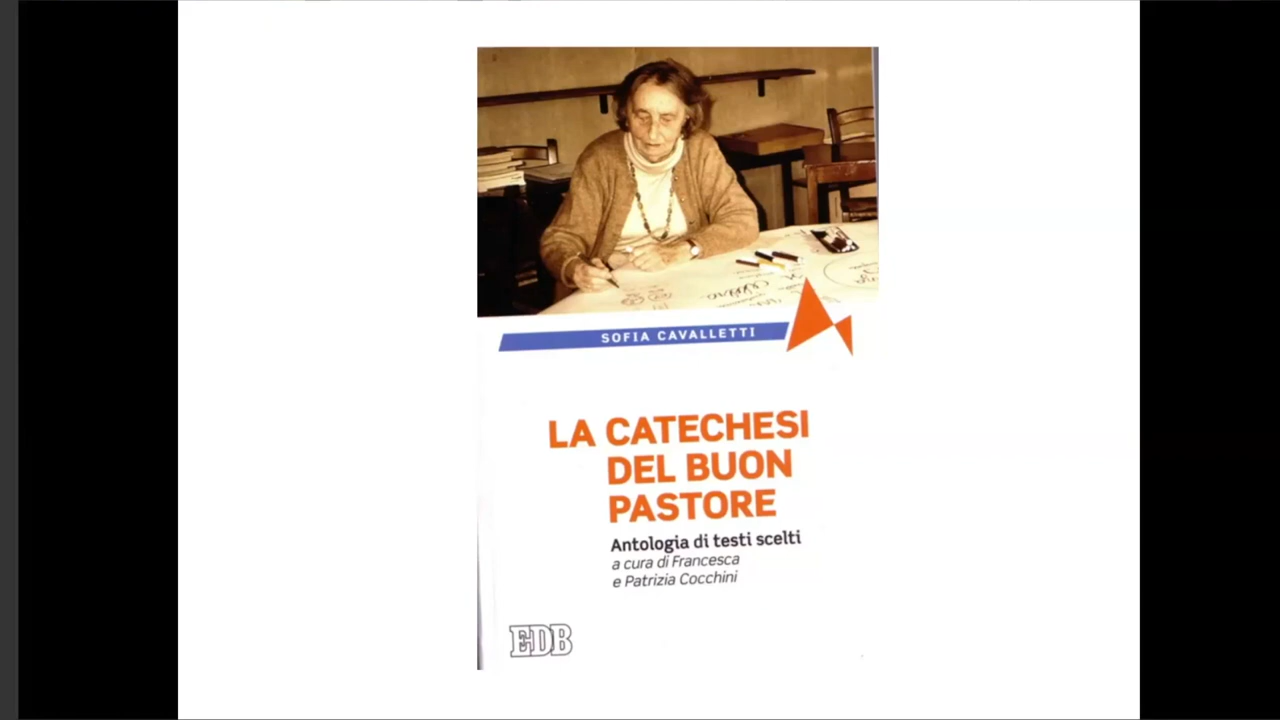 SOFIA CAVALLETTI
LA CATECHESI
DEL BUON
PASTORE
Antologia di testi scelti
a cura di Francesca
e Patrizia Cocchini
EDB